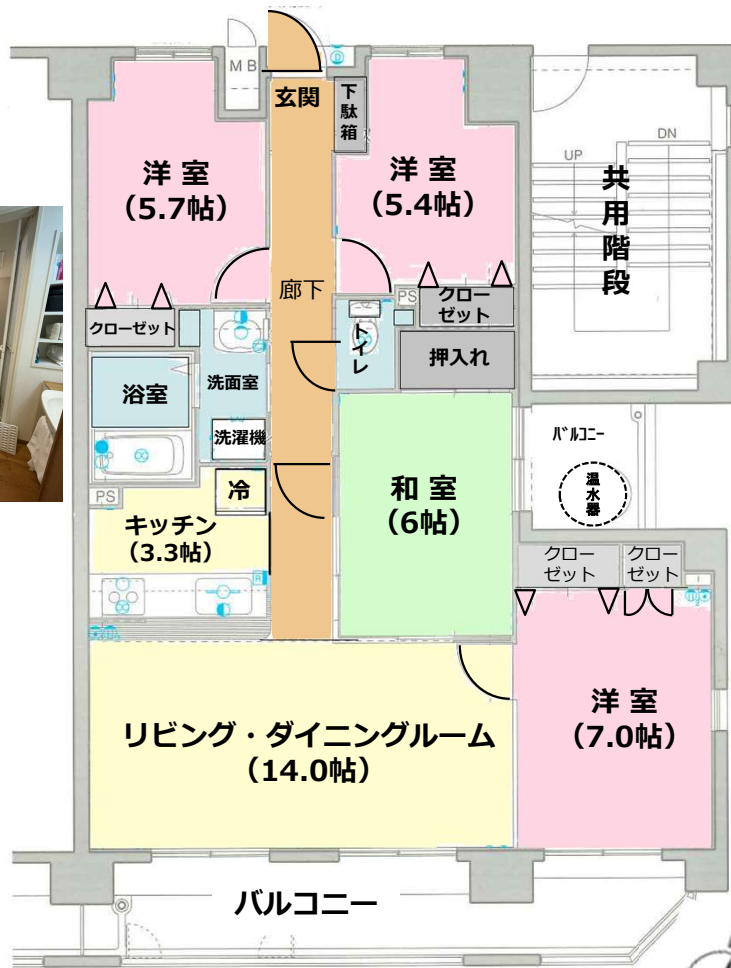 MB
玄関
下駄箱
洋 室
（5.7帖）
洋 室
（5.4帖）
UP
DN
共用階段
廊下
クローゼット
PS
クロー
ゼット
トイレ
押入れ
浴室
洗面室
洗濯機
バルコニー
温水器
PS
冷
キッチン
（3.3帖）
和 室
（6帖）
クロー
ゼット
クロー
ゼット
R
リビング・ダイニングルーム
（14.0帖）
洋 室
（7.0帖）
バルコニー